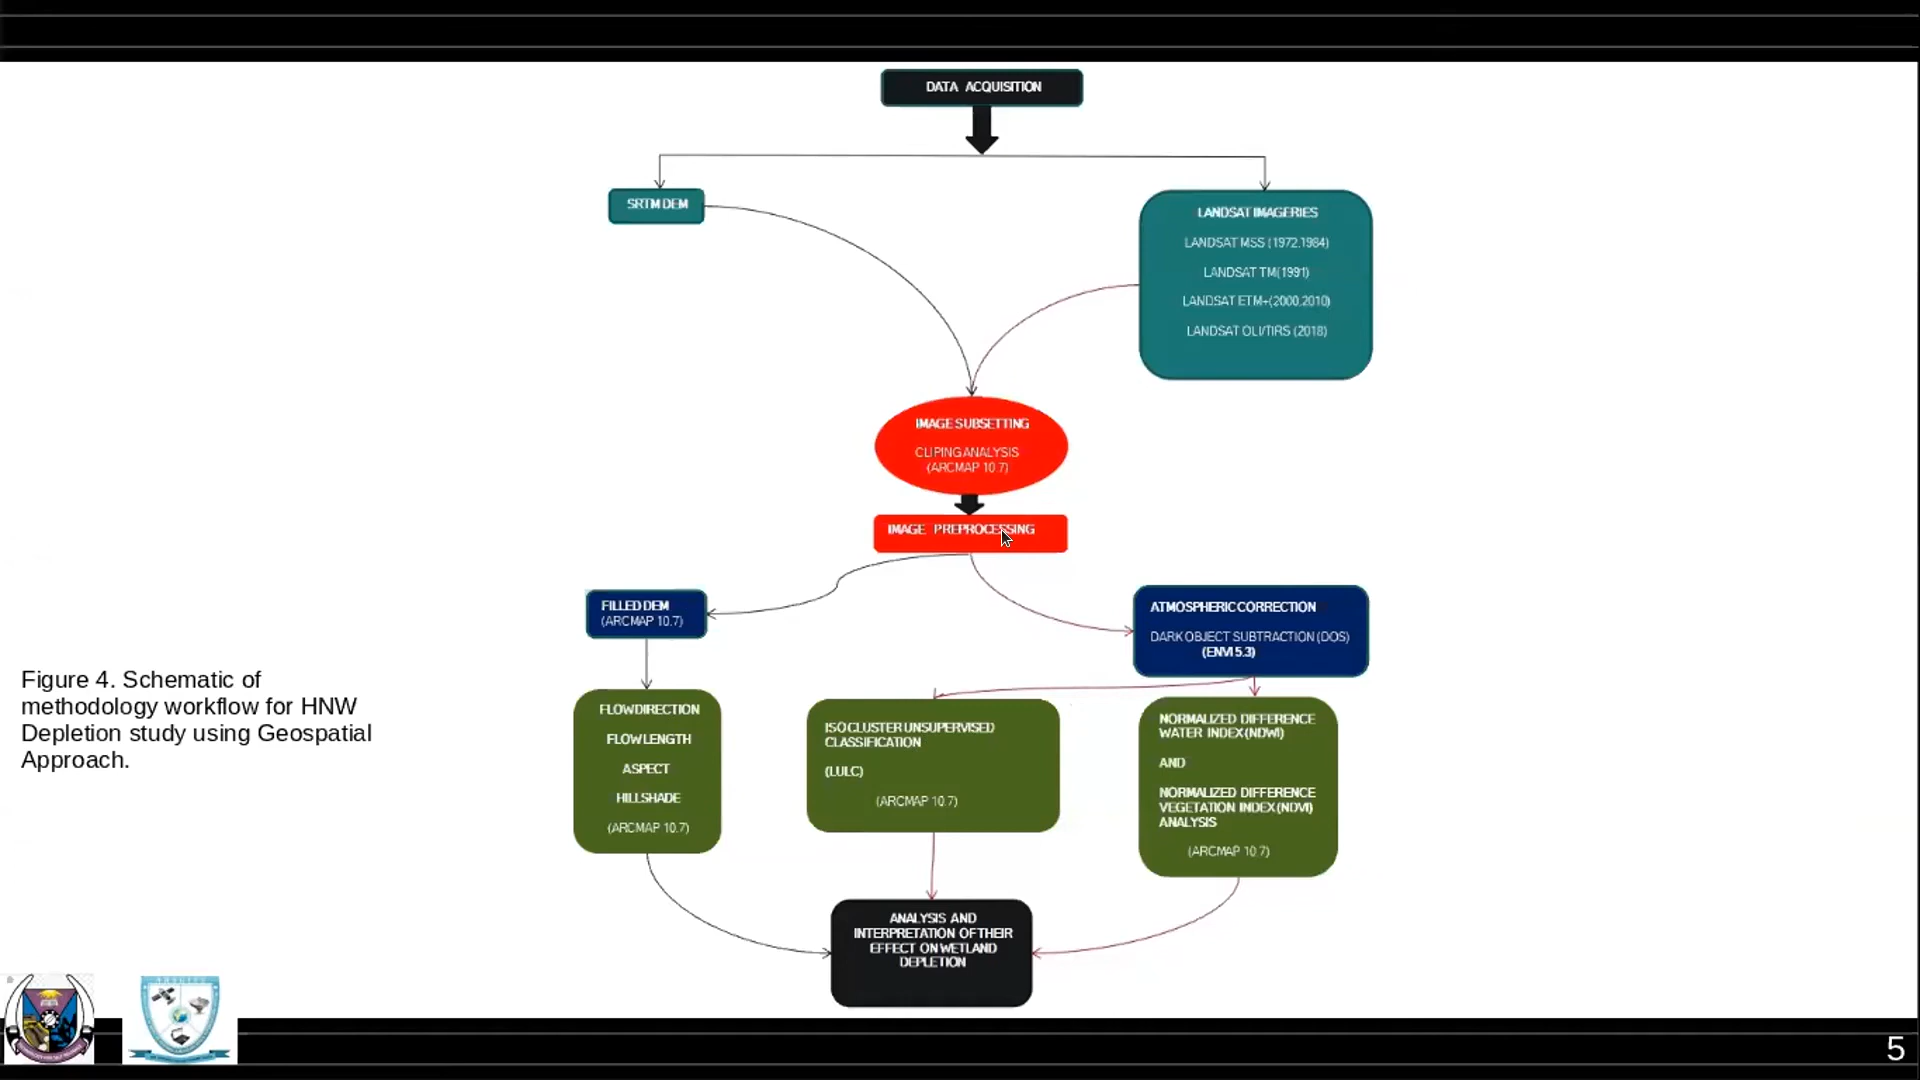 DATA ACQUISITION
SRTM DEM
LANDSAT IMAGERIES
LANDSAT MSS (1972,1984)
LANDSAT TM(1991)
LANDSAT ETM+(2000,2010)
LANDSAT OLI/TIRS (2018)
IMAGE SUBSETTING
CLIPING ANALYSIS
(ARCMAP 10.7)
IMAGE PREPROCESSING
FILLED DEM
(ARCMAP 10.7)
ATMOSPHERIC CORRECTION
DARK OBJECT SUBTRACTION (DOS)
(ENVI 5.3)
FLOW DIRECTION
FLOW LENGTH
ASPECT
HILLSHADE
(ARCMAP 10.7)
ISO CLUSTER UNSUPERVISED
CLASSIFICATION
(LULC)
(ARCMAP 10.7)
NORMALIZED DIFFERENCE
WATER INDEX (NDWI)
AND
NORMALIZED DIFFERENCE
VEGETATION INDEX (NDVI)
ANALYSIS
(ARCMAP 10.7)
ANALYSIS AND
INTERPRETATION OF THEIR
EFFECT ON WETLAND
DEPLETION
Figure 4. Schematic of
methodology workflow for HNW
Depletion study using Geospatial
Approach.
5